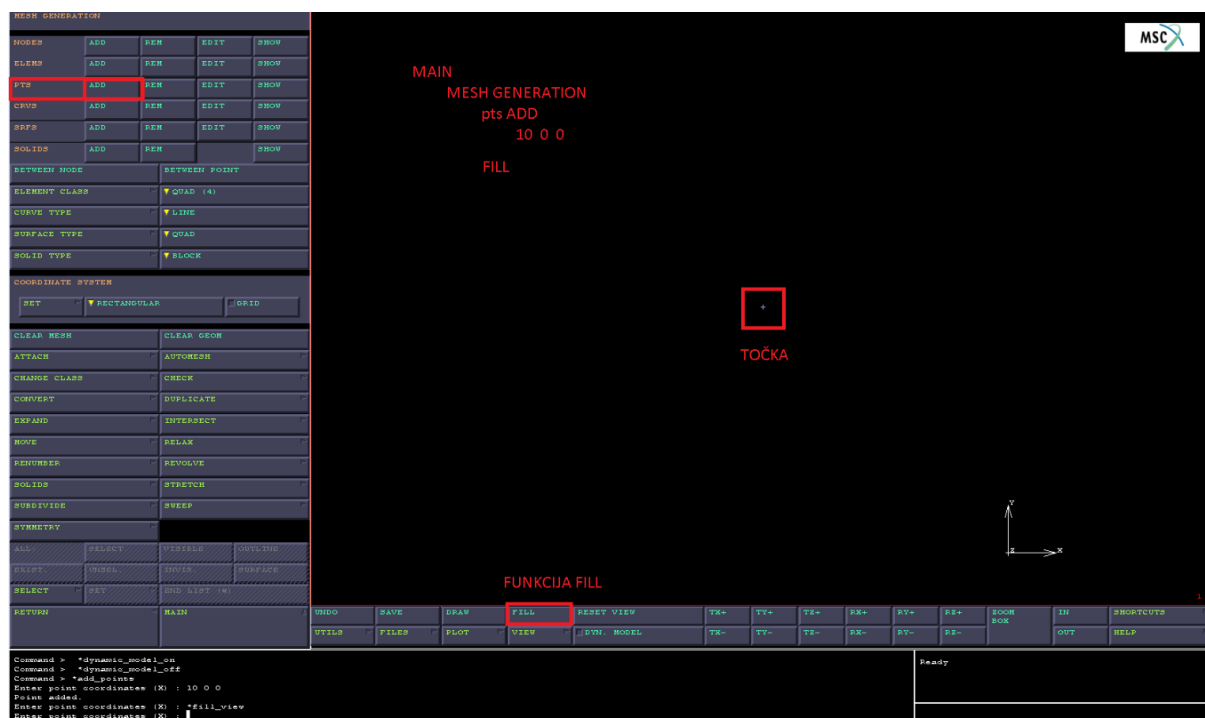 MESH GENERATION
NODES ADD REM EDIT SHOW
ELEMS ADD REM EDIT SHOW
PTS ADD REM EDIT SHOW
CRVS ADD REM EDIT SHOW
SRFS ADD REM EDIT SHOW
SOLIDS ADD REM SHOW
BETWEEN NODE BETWEEN POINT
ELEMENT CLASS QUAD (4)
CURVE TYPE LINE
SURFACE TYPE QUAD
SOLID TYPE BLOCK
COORDINATE SYSTEM
SET RECTANGULAR GRID
CLEAR MESH CLEAR GEOM
ATTACH AUTOMESH
CHANGE CLASS CHECK
CONVERT DUPLICATE
EXPAND INTERSECT
MOVE RELAX
RENUMBER REVOLVE
SOLIDS STRETCH
SUBDIVIDE SWEEP
SYMMETRY
ALL: SELECT. VISIBLE OUTLINE
EXIST. UNSEL. INVIS. SURFACE
SELECT SET END LIST (#)
RETURN MAIN
MSC
MAIN
MESH GENERATION
pts ADD
10 0 0
FILL
TOČKA
Y
Z X
FUNKCIJA FILL
1
UNDO SAVE DRAW FILL RESET VIEW TX+ TY+ TZ+ RX+ RY+ RZ+ ZOOM BOX IN SHORTCUTS
UTILS FILES PLOT VIEW DYN. MODEL TX- TY- TZ- RX- RY- RZ- OUT HELP
Command > *dynamic_model_on
Command > *dynamic_model_off
Command > *add_points
Enter point coordinates (X) : 10 0 0
Point added.
Enter point coordinates (X) : *fill_view
Enter point coordinates (X) :
Ready